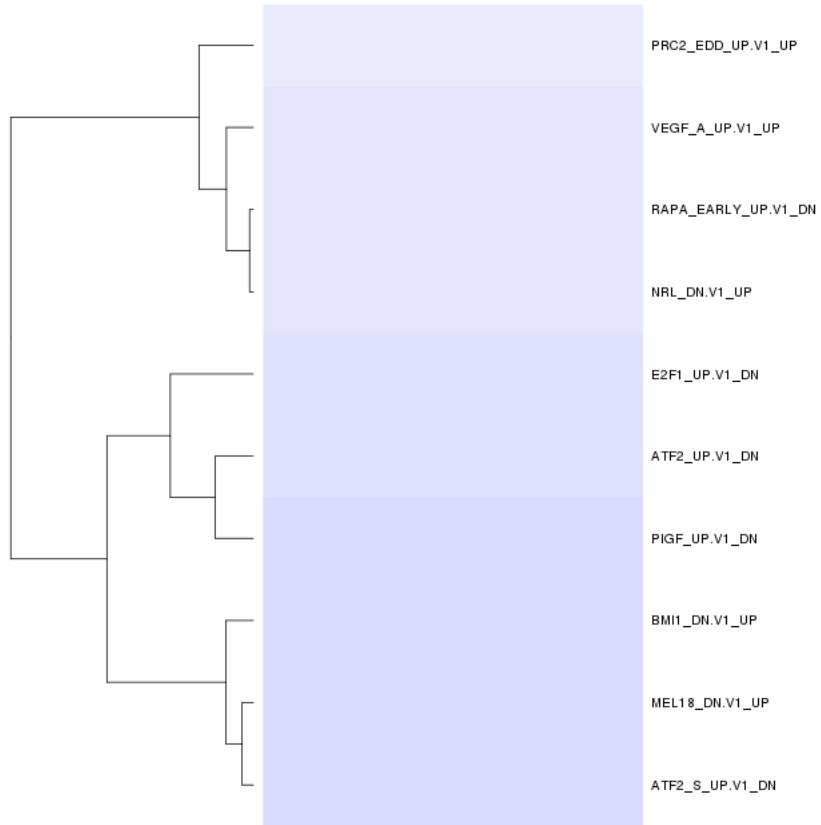 PRC2_EDD_UP.V1_UP
VEGF_A_UP.V1_UP
RAPA_EARLY_UP.V1_DN
NRL_DN.V1_UP
E2F1_UP.V1_DN
ATF2_UP.V1_DN
PIGF_UP.V1_DN
BMI1_DN.V1_UP
MEL18_DN.V1_UP
ATF2_S_UP.V1_DN